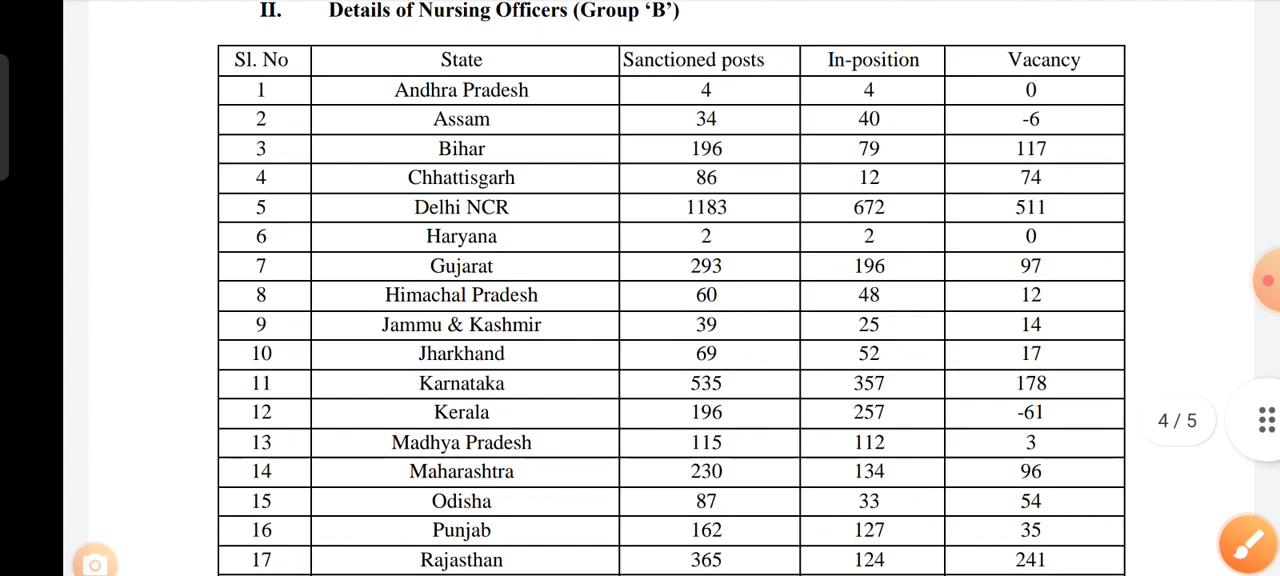 II. Details of Nursing Officers (Group ‘B’)
Sl. No State Sanctioned posts In-position Vacancy
1 Andhra Pradesh 4 4 0
2 Assam 34 40 -6
3 Bihar 196 79 117
4 Chhattisgarh 86 12 74
5 Delhi NCR 1183 672 511
6 Haryana 2 2 0
7 Gujarat 293 196 97
8 Himachal Pradesh 60 48 12
9 Jammu & Kashmir 39 25 14
10 Jharkhand 69 52 17
11 Karnataka 535 357 178
12 Kerala 196 257 -61
13 Madhya Pradesh 115 112 3
14 Maharashtra 230 134 96
15 Odisha 87 33 54
16 Punjab 162 127 35
17 Rajasthan 365 124 241
4 / 5